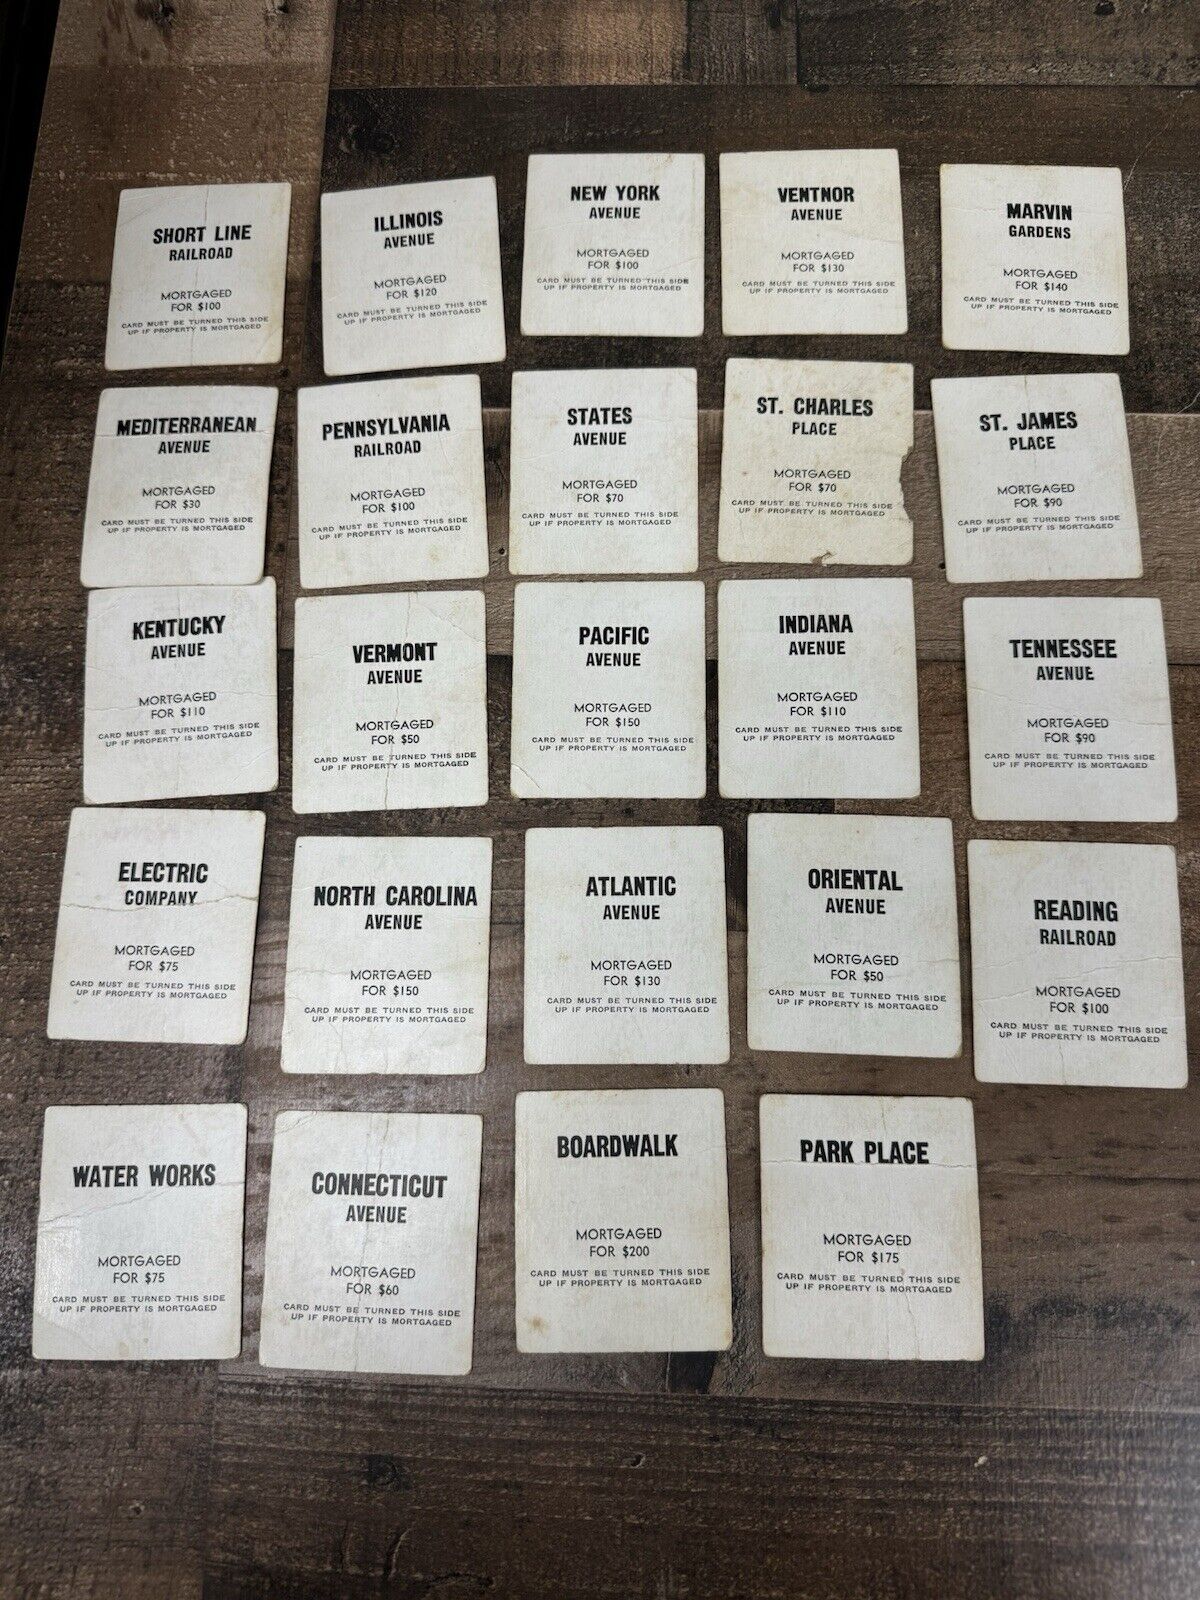 SHORT LINE
RAILROAD
MORTGAGED
FOR $100
CARD MUST BE TURNED THIS SIDE
UP IF PROPERTY IS MORTGAGED
ILLINOIS
AVENUE
MORTGAGED
FOR $120
CARD MUST BE TURNED THIS SIDE
UP IF PROPERTY IS MORTGAGED
NEW YORK
AVENUE
MORTGAGED
FOR $100
CARD MUST BE TURNED THIS SIDE
UP IF PROPERTY IS MORTGAGED
VENTNOR
AVENUE
MORTGAGED
FOR $130
CARD MUST BE TURNED THIS SIDE
UP IF PROPERTY IS MORTGAGED
MARVIN
GARDENS
MORTGAGED
FOR $140
CARD MUST BE TURNED THIS SIDE
UP IF PROPERTY IS MORTGAGED
MEDITERRANEAN
AVENUE
MORTGAGED
FOR $30
CARD MUST BE TURNED THIS SIDE
UP IF PROPERTY IS MORTGAGED
PENNSYLVANIA
RAILROAD
MORTGAGED
FOR $100
CARD MUST BE TURNED THIS SIDE
UP IF PROPERTY IS MORTGAGED
STATES
AVENUE
MORTGAGED
FOR $70
CARD MUST BE TURNED THIS SIDE
UP IF PROPERTY IS MORTGAGED
ST. CHARLES
PLACE
MORTGAGED
FOR $70
CARD MUST BE TURNED THIS SIDE
UP IF PROPERTY IS MORTGAGED
ST. JAMES
PLACE
MORTGAGED
FOR $90
CARD MUST BE TURNED THIS SIDE
UP IF PROPERTY IS MORTGAGED
KENTUCKY
AVENUE
MORTGAGED
FOR $110
CARD MUST BE TURNED THIS SIDE
UP IF PROPERTY IS MORTGAGED
VERMONT
AVENUE
MORTGAGED
FOR $50
CARD MUST BE TURNED THIS SIDE
UP IF PROPERTY IS MORTGAGED
PACIFIC
AVENUE
MORTGAGED
FOR $150
CARD MUST BE TURNED THIS SIDE
UP IF PROPERTY IS MORTGAGED
INDIANA
AVENUE
MORTGAGED
FOR $110
CARD MUST BE TURNED THIS SIDE
UP IF PROPERTY IS MORTGAGED
TENNESSEE
AVENUE
MORTGAGED
FOR $90
CARD MUST BE TURNED THIS SIDE
UP IF PROPERTY IS MORTGAGED
ELECTRIC
COMPANY
MORTGAGED
FOR $75
CARD MUST BE TURNED THIS SIDE
UP IF PROPERTY IS MORTGAGED
NORTH CAROLINA
AVENUE
MORTGAGED
FOR $150
CARD MUST BE TURNED THIS SIDE
UP IF PROPERTY IS MORTGAGED
ATLANTIC
AVENUE
MORTGAGED
FOR $130
CARD MUST BE TURNED THIS SIDE
UP IF PROPERTY IS MORTGAGED
ORIENTAL
AVENUE
MORTGAGED
FOR $50
CARD MUST BE TURNED THIS SIDE
UP IF PROPERTY IS MORTGAGED
READING
RAILROAD
MORTGAGED
FOR $100
CARD MUST BE TURNED THIS SIDE
UP IF PROPERTY IS MORTGAGED
WATER WORKS
MORTGAGED
FOR $75
CARD MUST BE TURNED THIS SIDE
UP IF PROPERTY IS MORTGAGED
CONNECTICUT
AVENUE
MORTGAGED
FOR $60
CARD MUST BE TURNED THIS SIDE
UP IF PROPERTY IS MORTGAGED
BOARDWALK
MORTGAGED
FOR $200
CARD MUST BE TURNED THIS SIDE
UP IF PROPERTY IS MORTGAGED
PARK PLACE
MORTGAGED
FOR $175
CARD MUST BE TURNED THIS SIDE
UP IF PROPERTY IS MORTGAGED